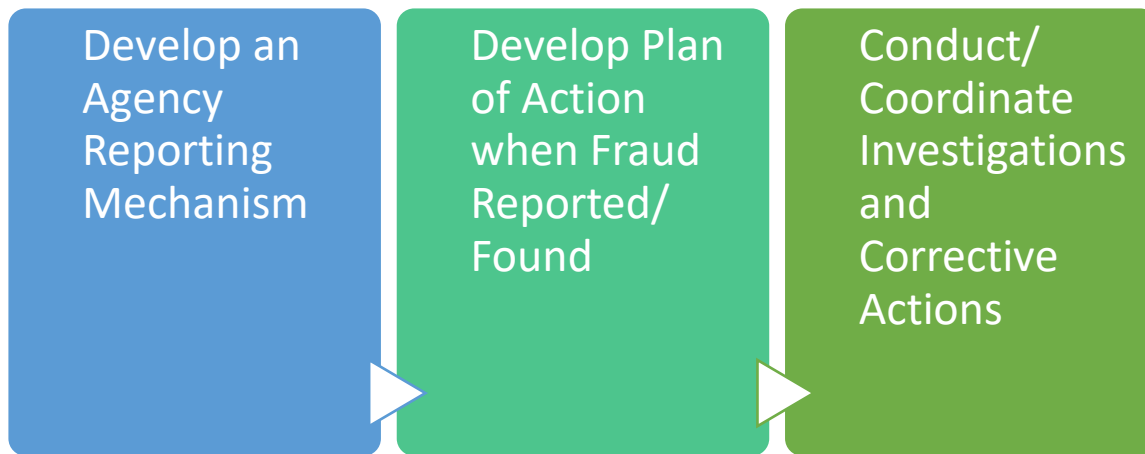 Develop an
Agency
Reporting
Mechanism
Develop Plan
of Action
when Fraud
Reported/
Found
Conduct/
Coordinate
Investigations
and
Corrective
Actions